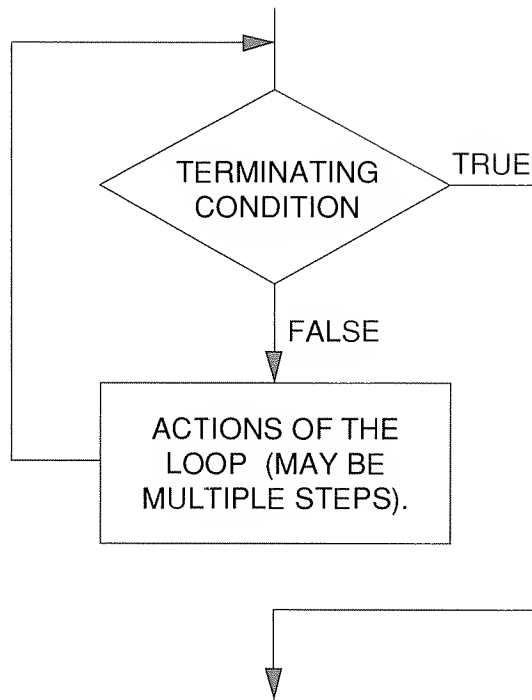 TERMINATING
CONDITION
TRUE
FALSE
ACTIONS OF THE
LOOP (MAY BE
MULTIPLE STEPS).